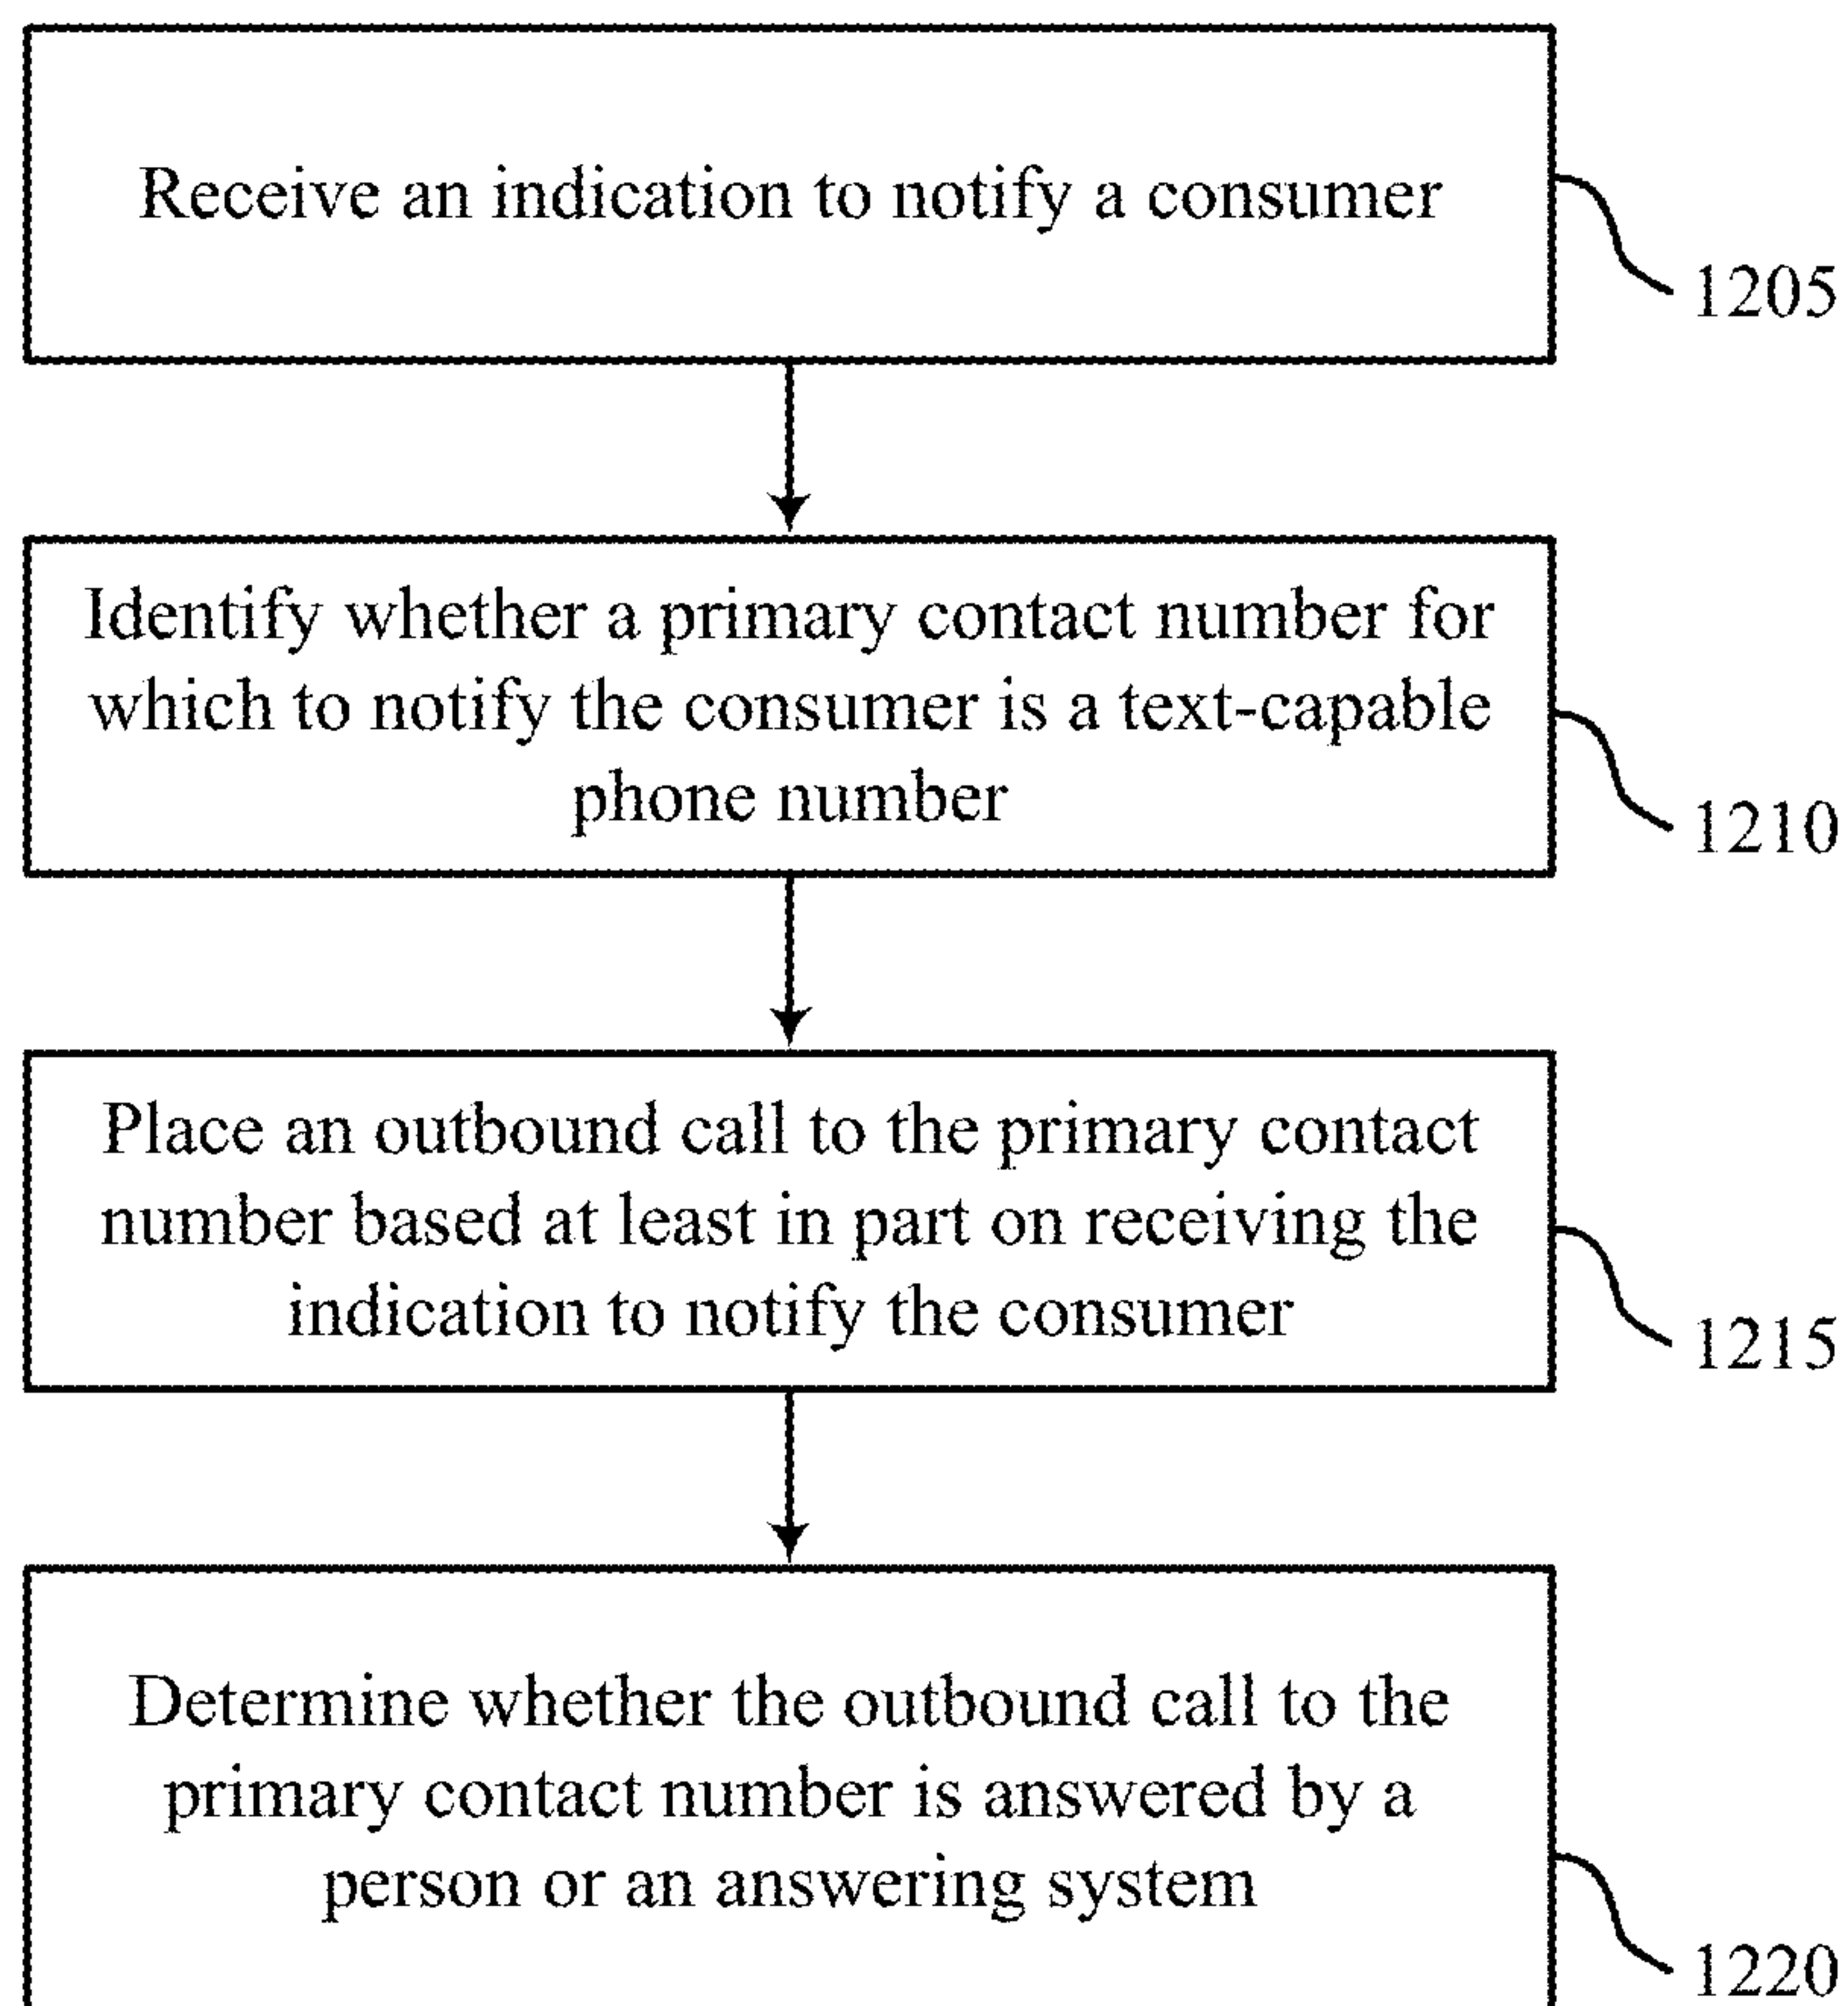 Receive an indication to notify a consumer
1205
Identify whether a primary contact number for
which to notify the consumer is a text-capable
phone number
1210
Place an outbound call to the primary contact
number based at least in part on receiving the
indication to notify the consumer
1215
Determine whether the outbound call to the
primary contact number is answered by a
person or an answering system
1220